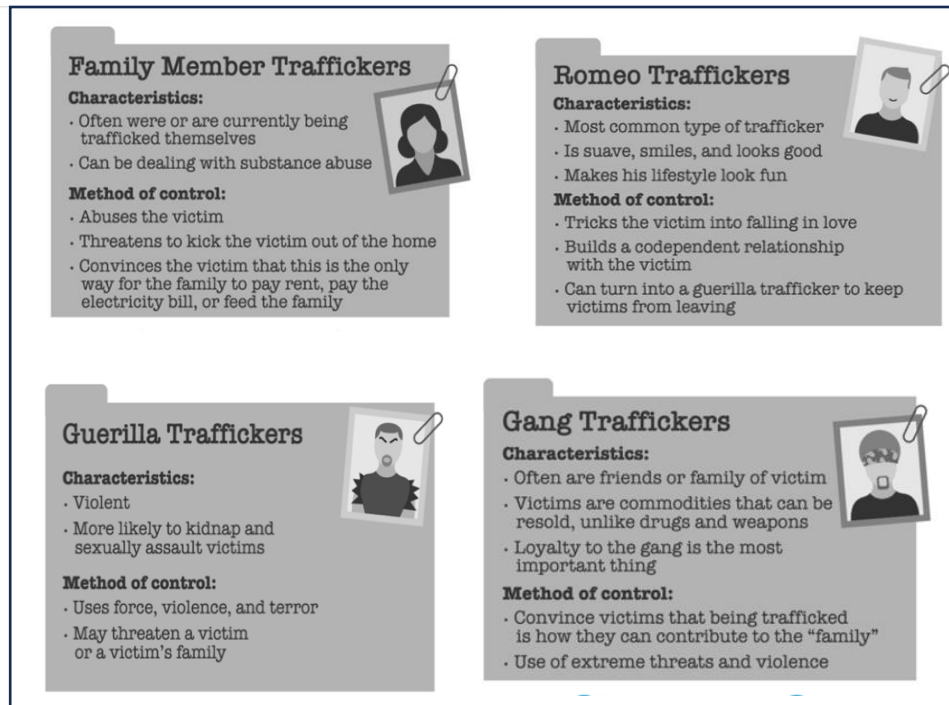 Family Member Traffickers
Characteristics:
· Often were or are currently being
trafficked themselves
· Can be dealing with substance abuse
Method of control:
· Abuses the victim
· Threatens to kick the victim out of the home
· Convinces the victim that this is the only
way for the family to pay rent, pay the
electricity bill, or feed the family
Romeo Traffickers
Characteristics:
· Most common type of trafficker
· Is suave, smiles, and looks good
· Makes his lifestyle look fun
Method of control:
· Tricks the victim into falling in love
· Builds a codependent relationship
with the victim
· Can turn into a guerilla trafficker to keep
victims from leaving
Guerilla Traffickers
Characteristics:
· Violent
· More likely to kidnap and
sexually assault victims
Method of control:
· Uses force, violence, and terror
· May threaten a victim
or a victim's family
Gang Traffickers
Characteristics:
· Often are friends or family of victim
· Victims are commodities that can be
resold, unlike drugs and weapons
· Loyalty to the gang is the most
important thing
Method of control:
· Convince victims that being trafficked
is how they can contribute to the “family”
· Use of extreme threats and violence